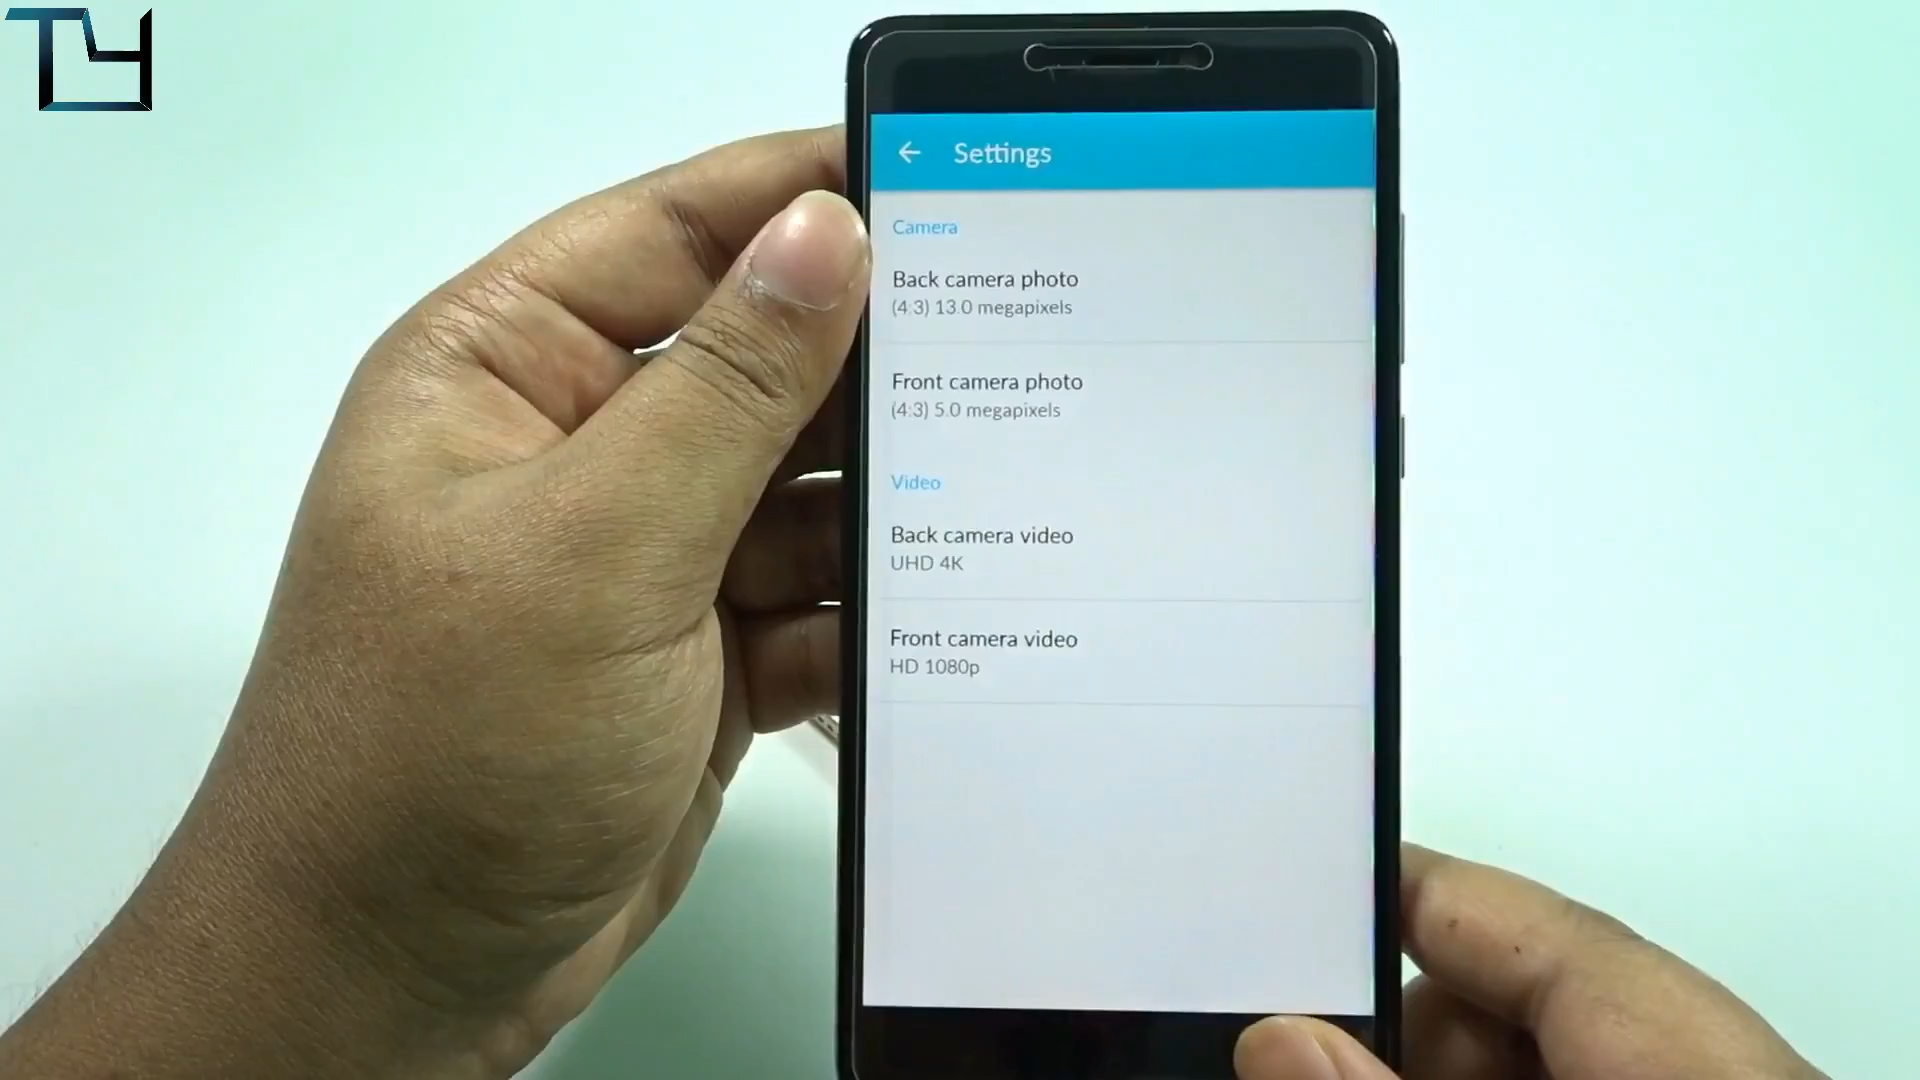 TY
Settings
Camera
Back camera photo
(4:3) 13.0 megapixels
Front camera photo
(4:3) 5.0 megapixels
Video
Back camera video
UHD 4K
Front camera video
HD 1080p